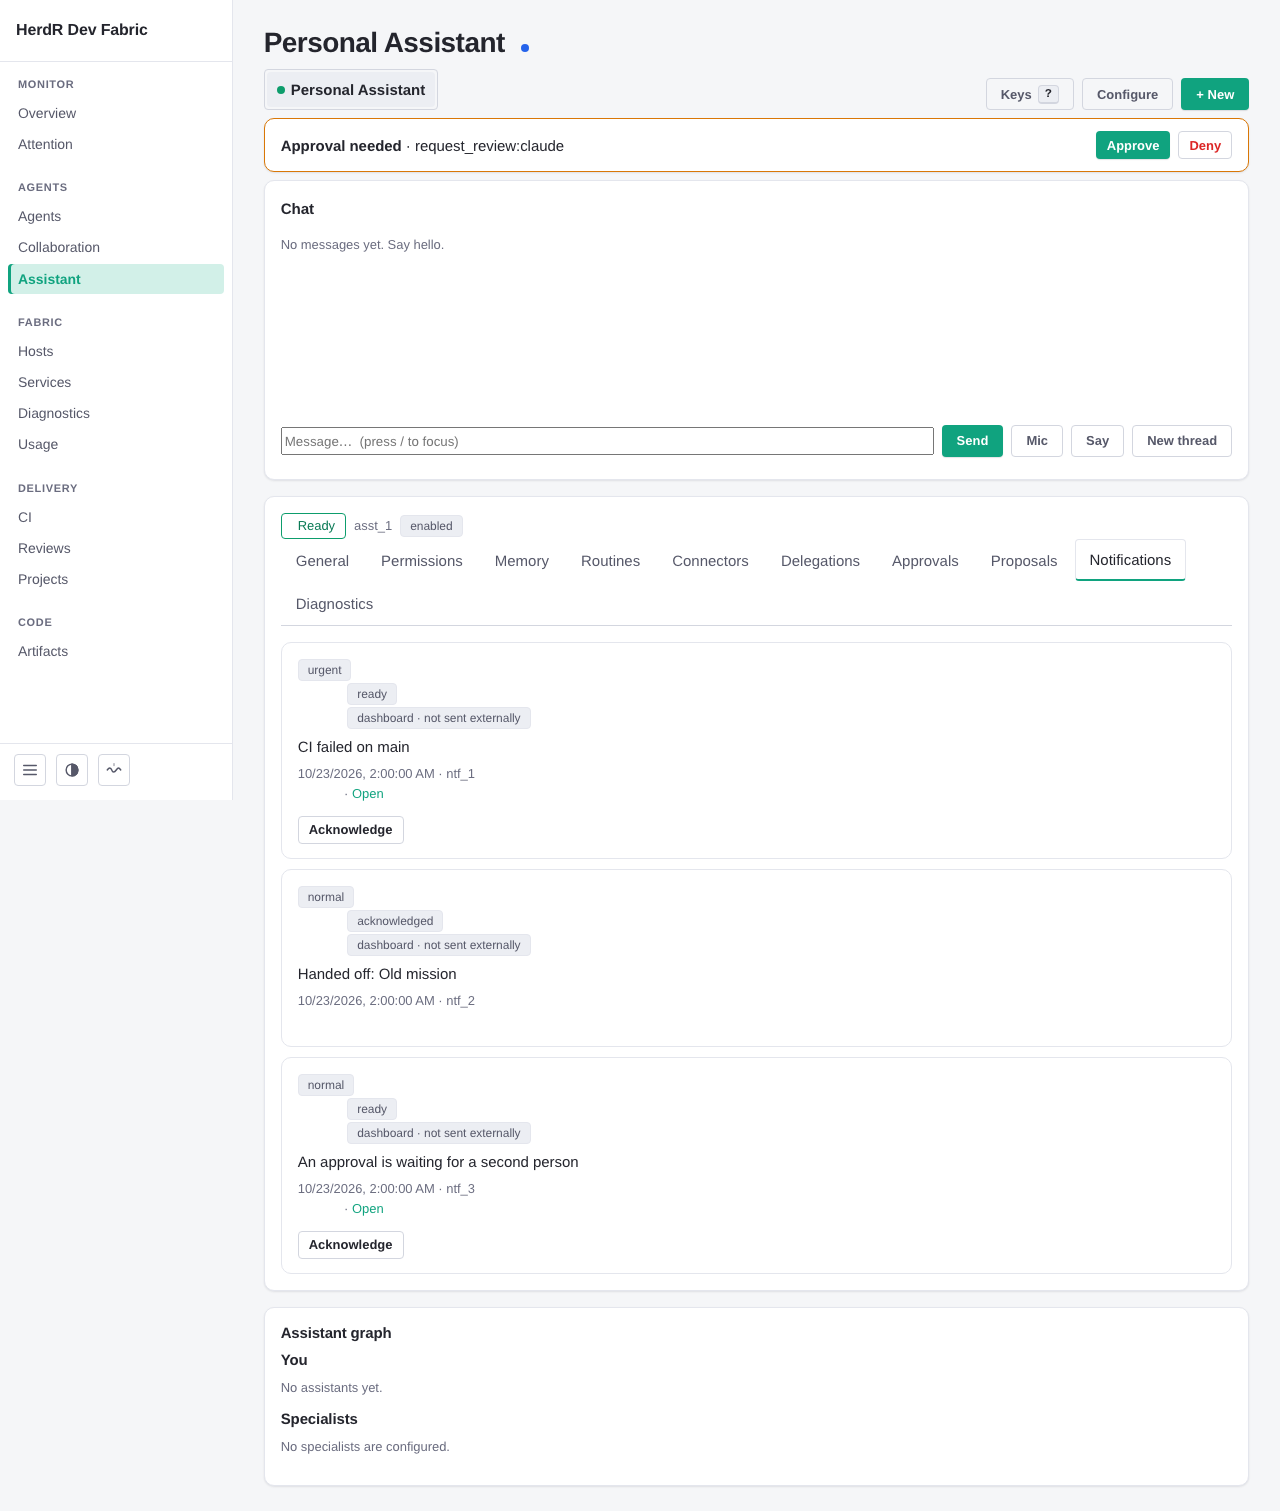 HerdR Dev Fabric
MONITOR
Overview
Attention
AGENTS
Agents
Collaboration
Assistant
FABRIC
Hosts
Services
Diagnostics
Usage
DELIVERY
CI
Reviews
Projects
CODE
Artifacts
Personal Assistant
Personal Assistant
Keys ? Configure + New
Approval needed · request_review:claude Approve Deny
Chat
No messages yet. Say hello.
Message… (press / to focus) Send Mic Say New thread
Ready asst_1 enabled
General Permissions Memory Routines Connectors Delegations Approvals Proposals Notifications
Diagnostics
urgent
ready
dashboard · not sent externally
CI failed on main
10/23/2026, 2:00:00 AM · ntf_1
· Open
Acknowledge
normal
acknowledged
dashboard · not sent externally
Handed off: Old mission
10/23/2026, 2:00:00 AM · ntf_2
normal
ready
dashboard · not sent externally
An approval is waiting for a second person
10/23/2026, 2:00:00 AM · ntf_3
· Open
Acknowledge
Assistant graph
You
No assistants yet.
Specialists
No specialists are configured.